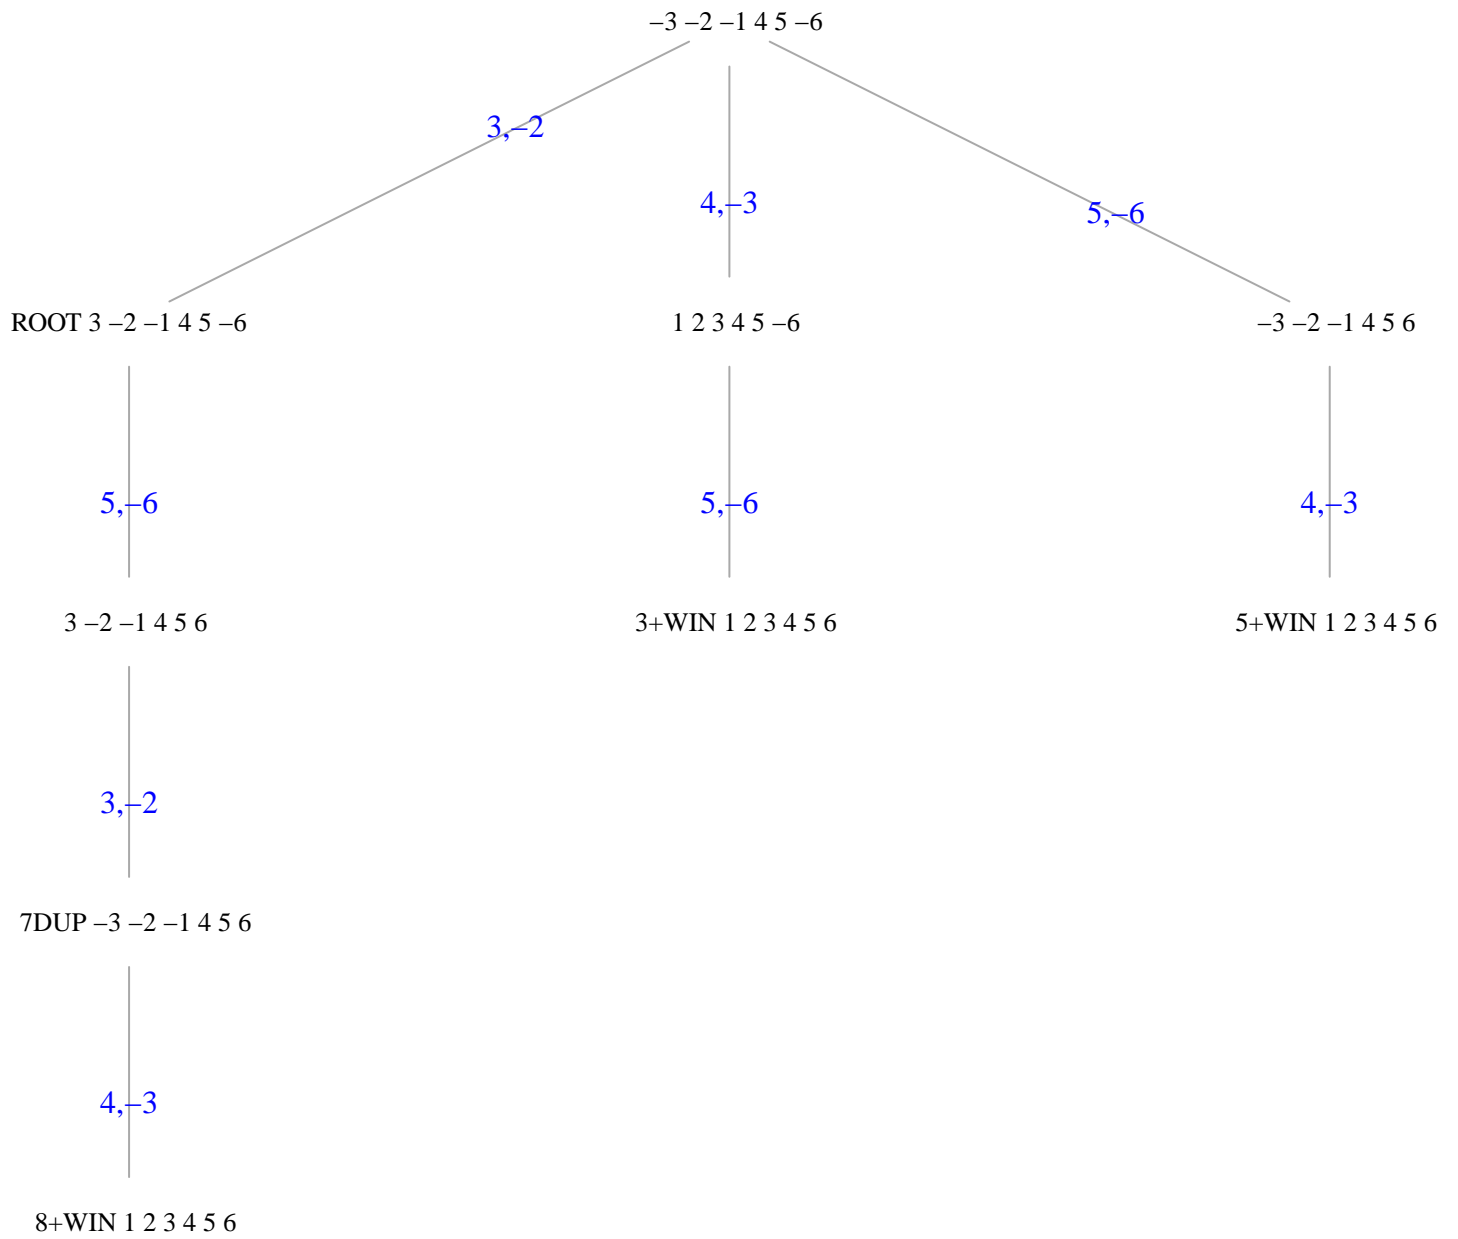 –3 –2 –1 4 5 –6
3,–2
4,–3
5,–6
ROOT 3 –2 –1 4 5 –6
1 2 3 4 5 –6
–3 –2 –1 4 5 6
5,–6
5,–6
4,–3
3 –2 –1 4 5 6
3+WIN 1 2 3 4 5 6
5+WIN 1 2 3 4 5 6
3,–2
7DUP –3 –2 –1 4 5 6
4,–3
8+WIN 1 2 3 4 5 6